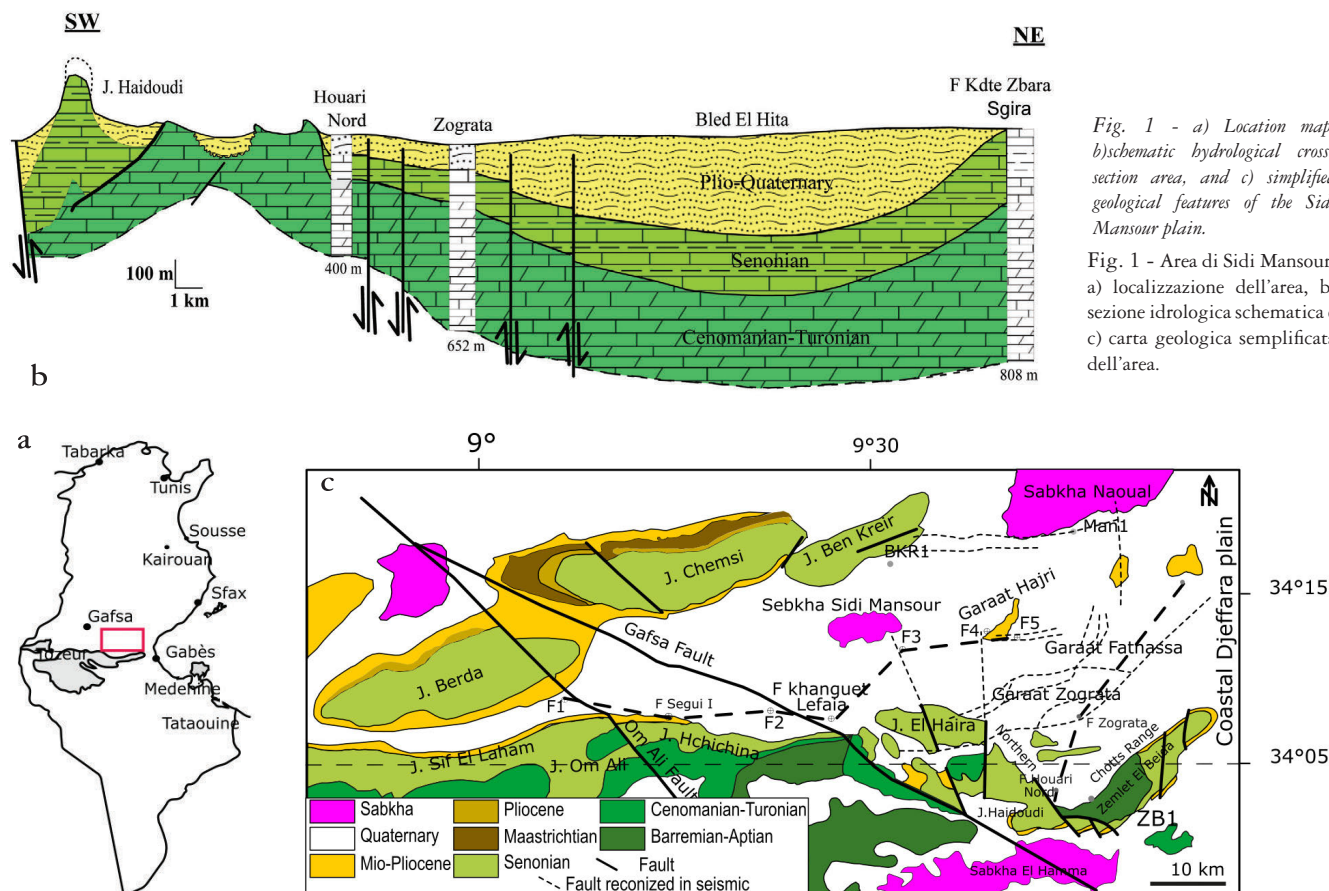 SW
NE
J. Haidoudi
Houari
Nord
Zograta
Bled El Hita
F Kdte Zbara
Sgira
Plio-Quaternary
Senonian
Cenomanian-Turonian
100 m
1 km
400 m
652 m
808 m
b
Fig. 1 - a) Location map
b)schematic hydrological cross
section area, and c) simplified
geological features of the Sid
Mansour plain.
Fig. 1 - Area di Sidi Mansour
a) localizzazione dell'area, b
sezione idrologica schematica
c) carta geologica semplificata
dell'area.
a
Tabarka
Tunis
Sousse
Kairouan
Sfax
Gafsa
Tozeur
Gabès
Medenine
Tataouine
9°
9°30
c
N
Sabkha Naoual
Man1
J. Ben Kreir
BKR1
J. Chemsi
34°15
Sebkha Sidi Mansour
Garaat Hajri
Gafsa Fault
F3
F4
F5
Garaat Fathassa
J. Berda
F khanguet
Lefaia
Garaat Zograta
F1
F Segui I
F2
J. El Haira
F Zograta
Coastal Djeffara plain
J. Hchichina
J. Sif El Laham
J. Om Ali
Om Ali Fault
Northern
Chotts Range
34°05
F Houari
Nord
Zemlet El Beida
J.Haidoudi
ZB1
Sabkha El Hamma
Sabkha
Pliocene
Cenomanian-Turonian
Quaternary
Maastrichtian
Barremian-Aptian
Mio-Pliocene
Senonian
Fault
Fault reconized in seismic
10 km